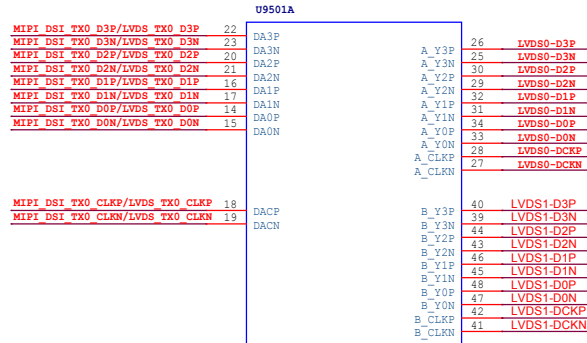 U9501A
MIPI_DSI_TX0_D3P/LVDS_TX0_D3P 22 DA3P
MIPI_DSI_TX0_D3N/LVDS_TX0_D3N 23 DA3N
MIPI_DSI_TX0_D2P/LVDS_TX0_D2P 20 DA2P
MIPI_DSI_TX0_D2N/LVDS_TX0_D2N 21 DA2N
MIPI_DSI_TX0_D1P/LVDS_TX0_D1P 16 DA1P
MIPI_DSI_TX0_D1N/LVDS_TX0_D1N 17 DA1N
MIPI_DSI_TX0_D0P/LVDS_TX0_D0P 14 DA0P
MIPI_DSI_TX0_D0N/LVDS_TX0_D0N 15 DA0N
A_Y3P 26 LVDS0-D3P
A_Y3N 25 LVDS0-D3N
A_Y2P 30 LVDS0-D2P
A_Y2N 29 LVDS0-D2N
A_Y1P 32 LVDS0-D1P
A_Y1N 31 LVDS0-D1N
A_Y0P 34 LVDS0-D0P
A_Y0N 33 LVDS0-D0N
A_CLKP 28 LVDS0-DCKP
A_CLKN 27 LVDS0-DCKN
MIPI_DSI_TX0_CLKP/LVDS_TX0_CLKP 18 DACP
MIPI_DSI_TX0_CLKN/LVDS_TX0_CLKN 19 DACN
B_Y3P 40 LVDS1-D3P
B_Y3N 39 LVDS1-D3N
B_Y2P 44 LVDS1-D2P
B_Y2N 43 LVDS1-D2N
B_Y1P 46 LVDS1-D1P
B_Y1N 45 LVDS1-D1N
B_Y0P 48 LVDS1-D0P
B_Y0N 47 LVDS1-D0N
B_CLKP 42 LVDS1-DCKP
B_CLKN 41 LVDS1-DCKN